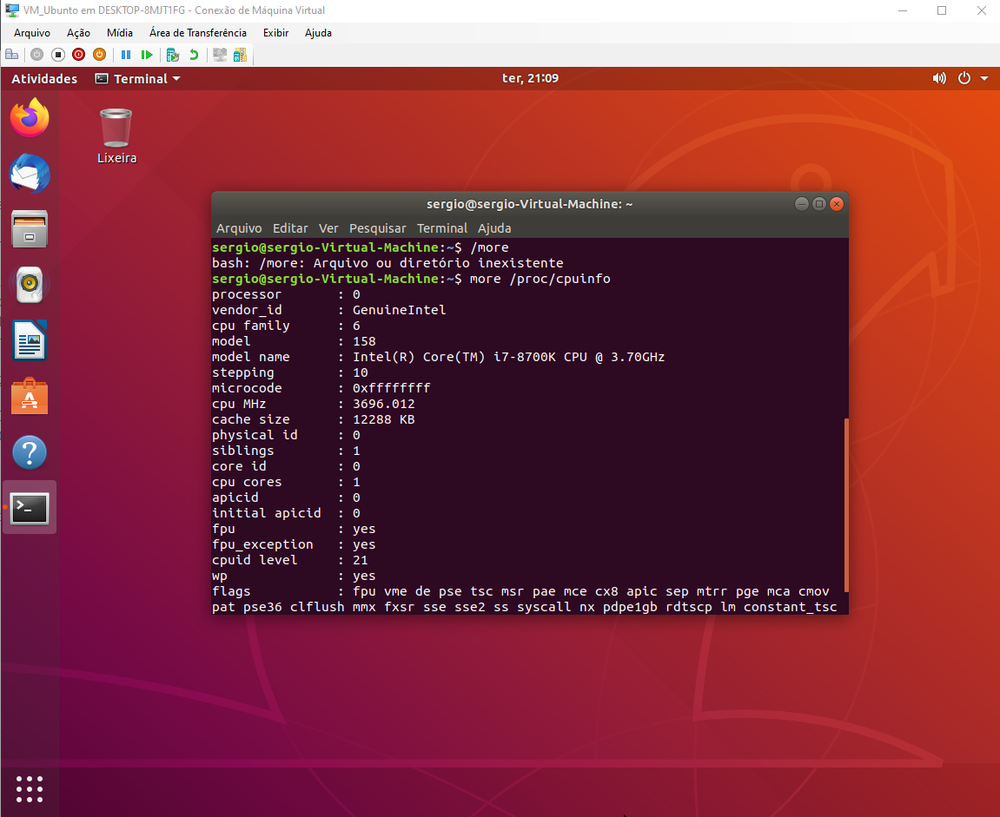 VM_Ubunto em DESKTOP-8MJT1FG - Conexão de Máquina Virtual
Arquivo Ação Mídia Área de Transferência Exibir Ajuda
Atividades Terminal ter, 21:09
Lixeira
sergio@sergio-Virtual-Machine: ~
Arquivo Editar Ver Pesquisar Terminal Ajuda
sergio@sergio-Virtual-Machine:~$ /more
bash: /more: Arquivo ou diretório inexistente
sergio@sergio-Virtual-Machine:~$ more /proc/cpuinfo
processor : 0
vendor_id : GenuineIntel
cpu family : 6
model : 158
model name : Intel(R) Core(TM) i7-8700K CPU @ 3.70GHz
stepping : 10
microcode : 0xffffffff
cpu MHz : 3696.012
cache size : 12288 KB
physical id : 0
siblings : 1
core id : 0
cpu cores : 1
apicid : 0
initial apicid : 0
fpu : yes
fpu_exception : yes
cpuid level : 21
wp : yes
flags : fpu vme de pse tsc msr pae mce cx8 apic sep mtrr pge mca cmov
pat pse36 clflush mmx fxsr sse sse2 ss syscall nx pdpe1gb rdtscp lm constant_tsc